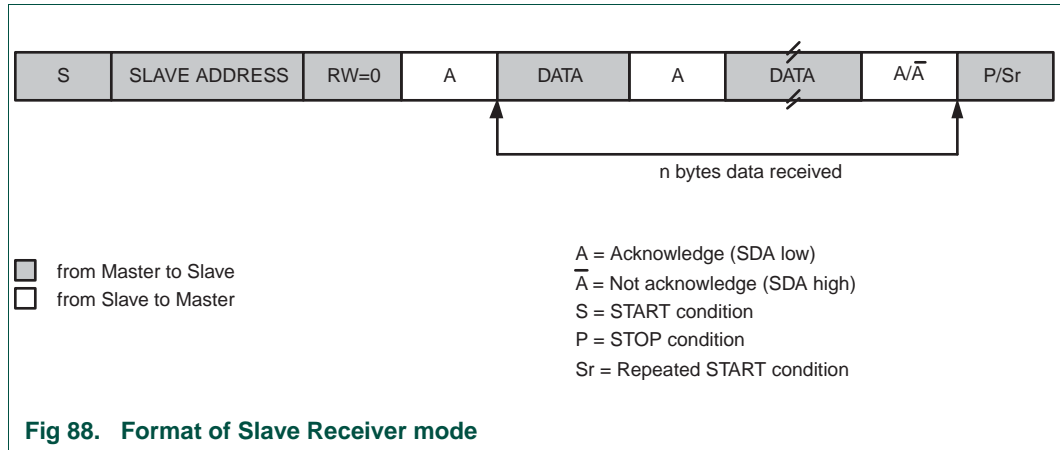 S SLAVE ADDRESS RW=0 A DATA A DATA A/A̅ P/Sr
n bytes data received
from Master to Slave
from Slave to Master
A = Acknowledge (SDA low)
A̅ = Not acknowledge (SDA high)
S = START condition
P = STOP condition
Sr = Repeated START condition
Fig 88. Format of Slave Receiver mode